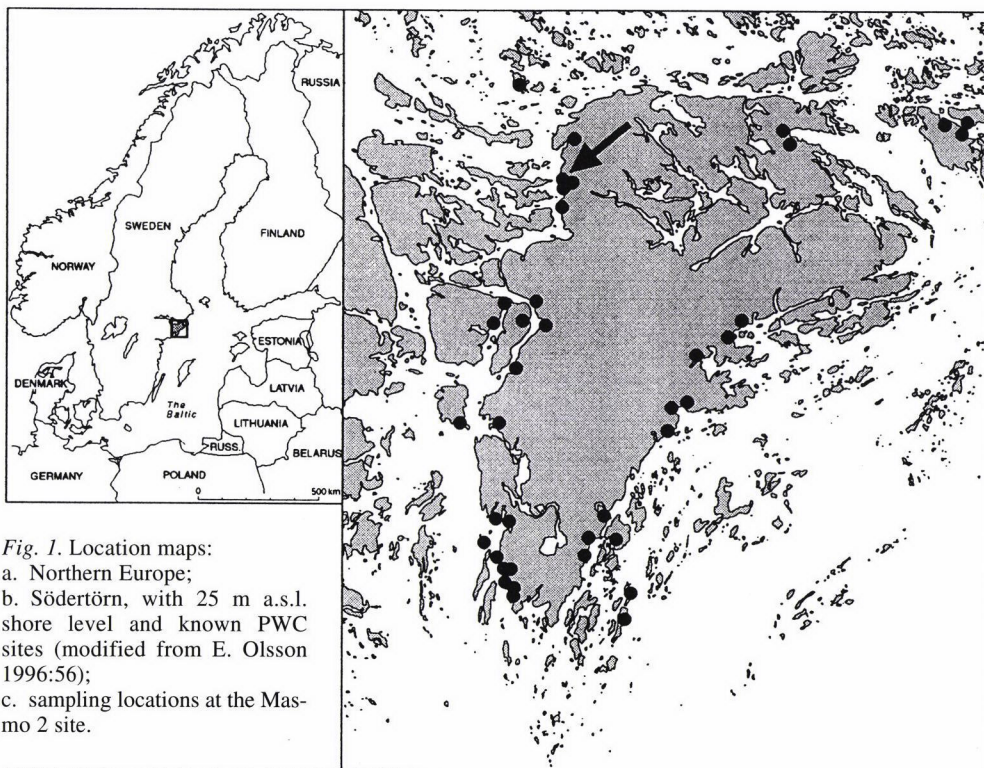 RUSSIA
SWEDEN
FINLAND
NORWAY
ESTONIA
DENMARK
LATVIA
The
Baltic
LITHUANIA
RUSS.
BELARUS
GERMANY
POLAND
0 500 km
Fig. 1. Location maps:
a. Northern Europe;
b. Södertörn, with 25 m a.s.l.
shore level and known PWC
sites (modified from E. Olsson
1996:56);
c. sampling locations at the Mas-
mo 2 site.